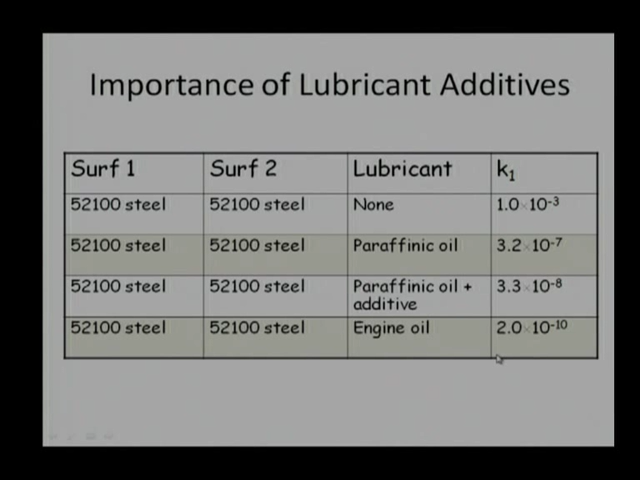 Importance of Lubricant Additives
Surf 1 Surf 2 Lubricant k₁
52100 steel 52100 steel None 1.0×10⁻³
52100 steel 52100 steel Paraffinic oil 3.2×10⁻⁷
52100 steel 52100 steel Paraffinic oil + additive 3.3×10⁻⁸
52100 steel 52100 steel Engine oil 2.0×10⁻¹⁰